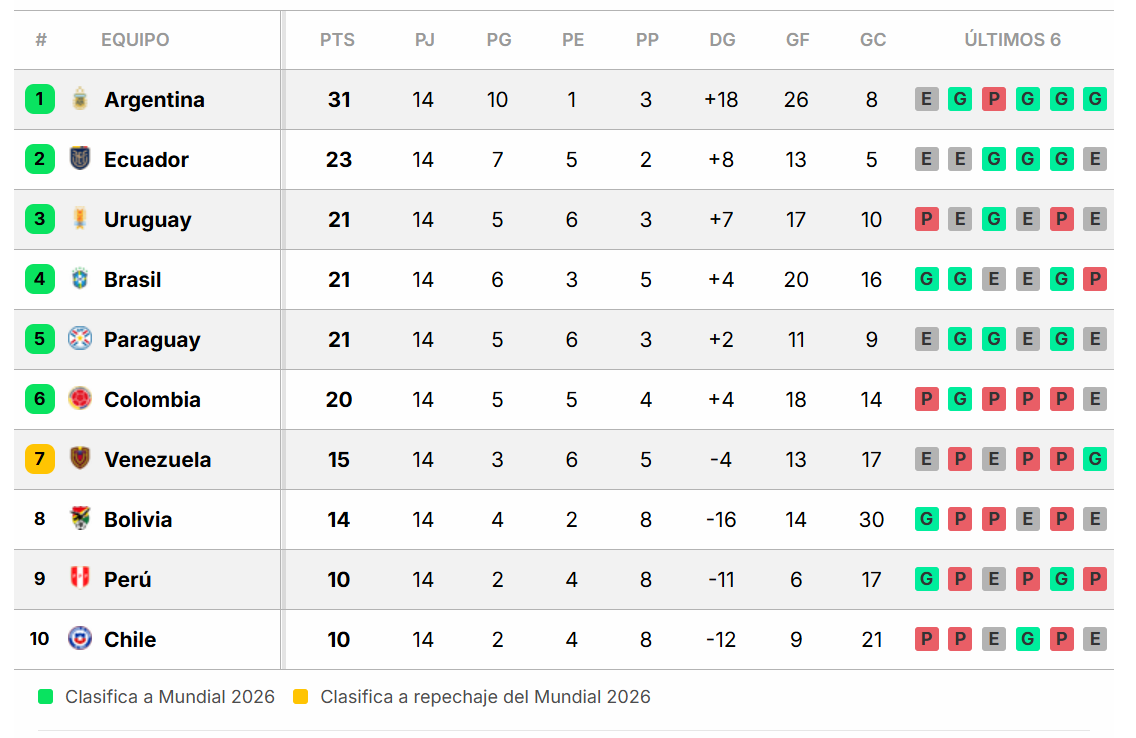 # EQUIPO PTS PJ PG PE PP DG GF GC ÚLTIMOS 6
1 Argentina 31 14 10 1 3 +18 26 8 E G P G G G
2 Ecuador 23 14 7 5 2 +8 13 5 E E G G G E
3 Uruguay 21 14 5 6 3 +7 17 10 P E G E P E
4 Brasil 21 14 6 3 5 +4 20 16 G G E E G P
5 Paraguay 21 14 5 6 3 +2 11 9 E G G E G E
6 Colombia 20 14 5 5 4 +4 18 14 P G P P P E
7 Venezuela 15 14 3 6 5 -4 13 17 E P E P P G
8 Bolivia 14 14 4 2 8 -16 14 30 G P P E P E
9 Perú 10 14 2 4 8 -11 6 17 G P E P G P
10 Chile 10 14 2 4 8 -12 9 21 P P E G P E
Clasifica a Mundial 2026 Clasifica a repechaje del Mundial 2026